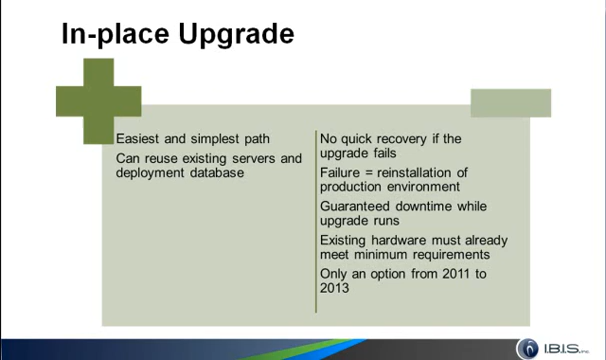 In-place Upgrade
Easiest and simplest path
Can reuse existing servers and
deployment database
No quick recovery if the
upgrade fails
Failure = reinstallation of
production environment
Guaranteed downtime while
upgrade runs
Existing hardware must already
meet minimum requirements
Only an option from 2011 to
2013
I.B.I.S.